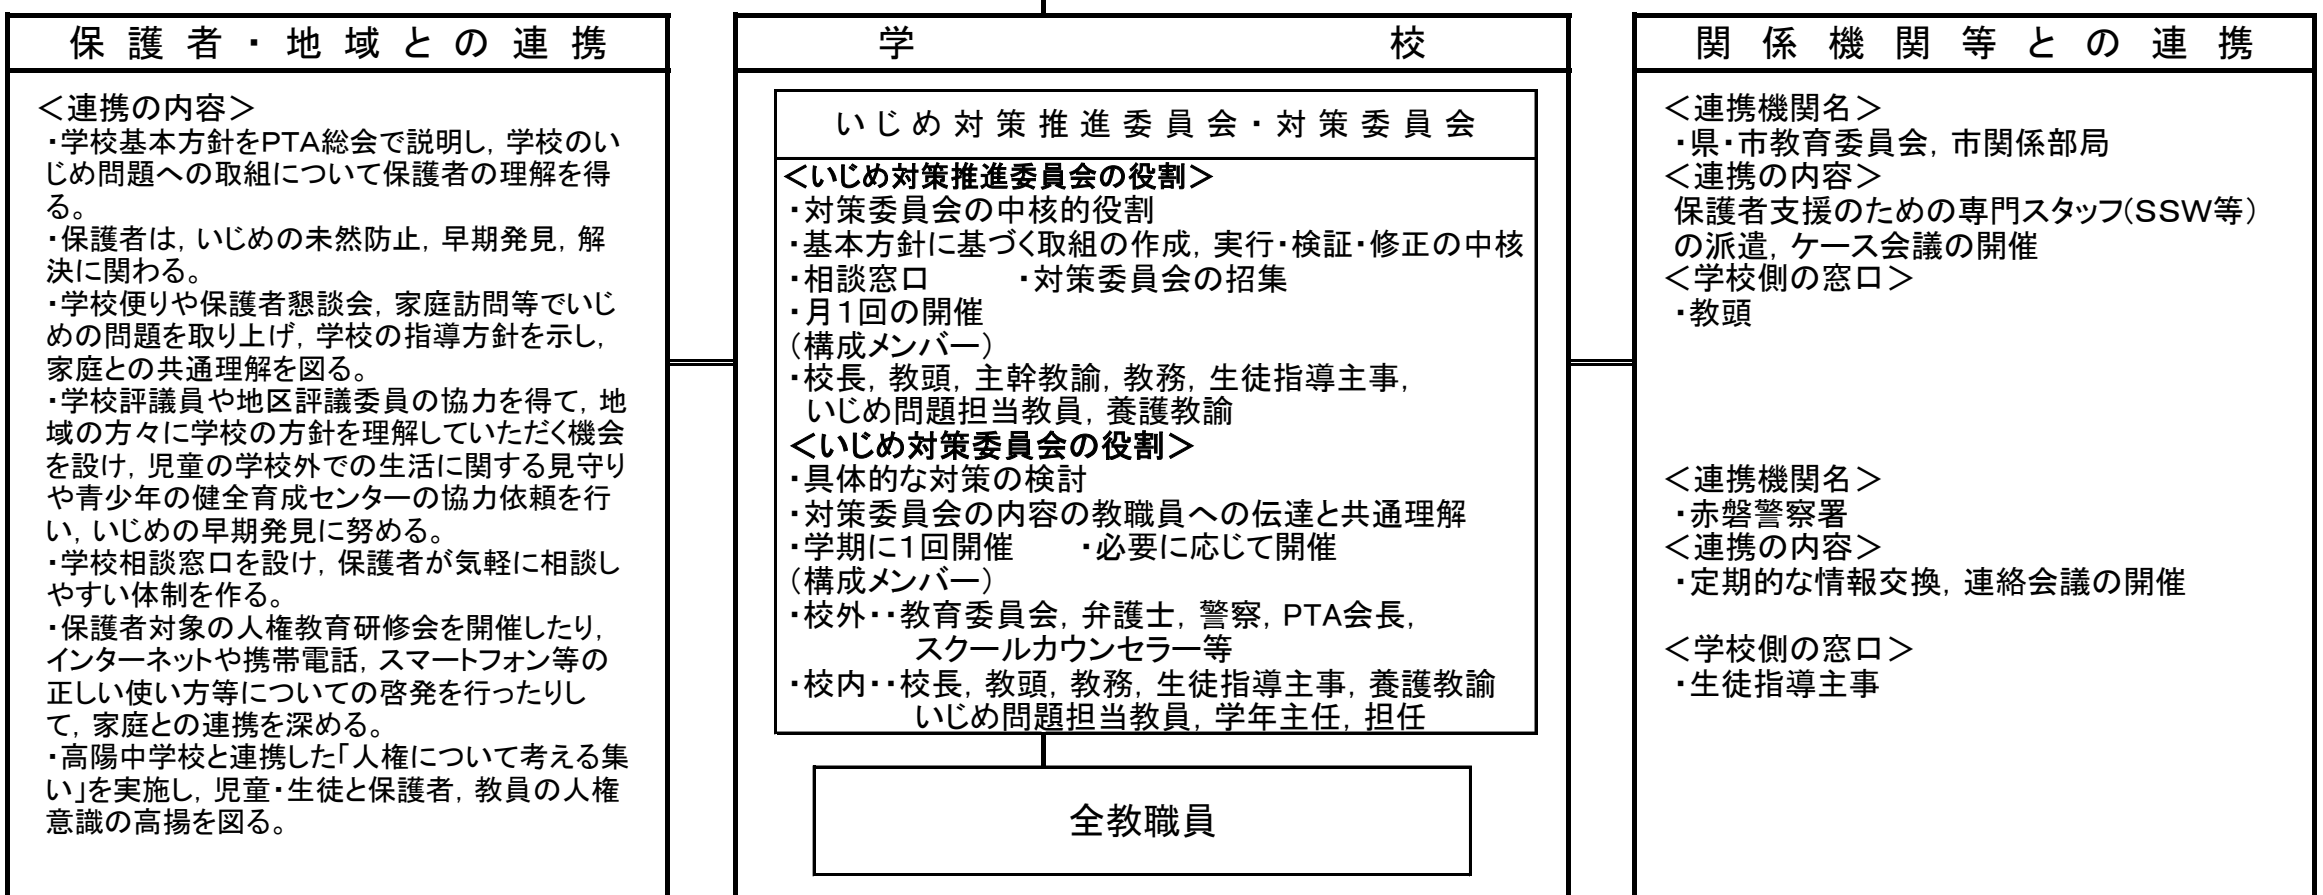 保護者・地域との連携
＜連携の内容＞
・学校基本方針をPTA総会で説明し，学校のい
じめ問題への取組について保護者の理解を得
る。
・保護者は，いじめの未然防止，早期発見，解
決に関わる。
・学校便りや保護者懇談会，家庭訪問等でいじ
めの問題を取り上げ，学校の指導方針を示し，
家庭との共通理解を図る。
・学校評議員や地区評議委員の協力を得て，地
域の方々に学校の方針を理解していただく機会
を設け，児童の学校外での生活に関する見守り
や青少年の健全育成センターの協力依頼を行
い，いじめの早期発見に努める。
・学校相談窓口を設け，保護者が気軽に相談し
やすい体制を作る。
・保護者対象の人権教育研修会を開催したり，
インターネットや携帯電話，スマートフォン等の
正しい使い方等についての啓発を行ったりし
て，家庭との連携を深める。
・高陽中学校と連携した「人権について考える集
い」を実施し，児童・生徒と保護者，教員の人権
意識の高揚を図る。
学校
いじめ対策推進委員会・対策委員会
＜いじめ対策推進委員会の役割＞
・対策委員会の中核的役割
・基本方針に基づく取組の作成，実行・検証・修正の中核
・相談窓口　　・対策委員会の招集
・月１回の開催
（構成メンバー）
・校長，教頭，主幹教諭，教務，生徒指導主事，
いじめ問題担当教員，養護教諭
＜いじめ対策委員会の役割＞
・具体的な対策の検討
・対策委員会の内容の教職員への伝達と共通理解
・学期に１回開催　　・必要に応じて開催
（構成メンバー）
・校外・・教育委員会，弁護士，警察，PTA会長，
スクールカウンセラー等
・校内・・校長，教頭，教務，生徒指導主事，養護教諭
いじめ問題担当教員，学年主任，担任
全教職員
関係機関等との連携
＜連携機関名＞
・県・市教育委員会，市関係部局
＜連携の内容＞
保護者支援のための専門スタッフ（SSW等）
の派遣，ケース会議の開催
＜学校側の窓口＞
・教頭
＜連携機関名＞
・赤磐警察署
＜連携の内容＞
・定期的な情報交換，連絡会議の開催
＜学校側の窓口＞
・生徒指導主事